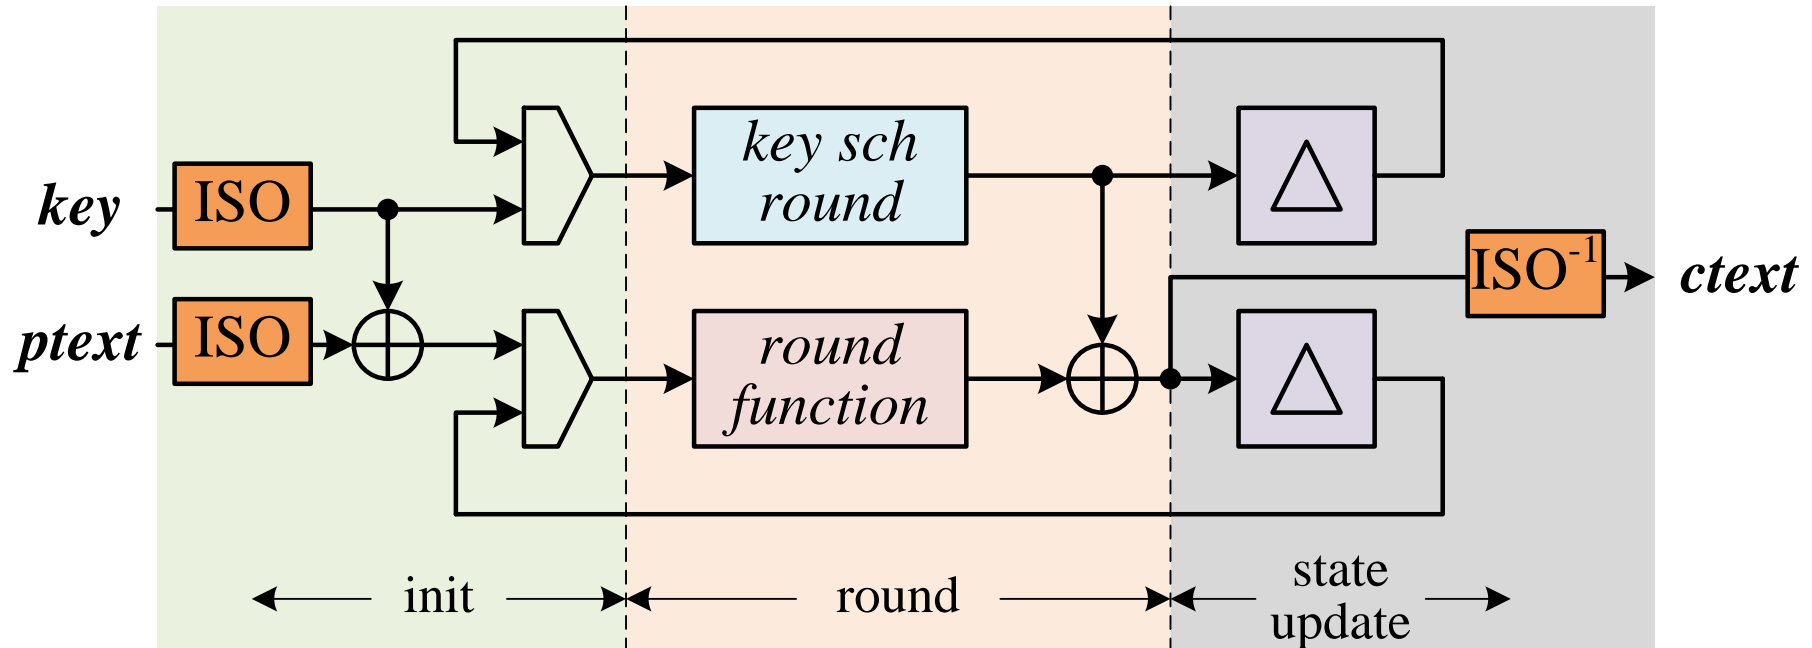 key
ISO
key sch
round
△
ISO⁻¹
ctext
ptext
ISO
round
function
△
init
round
state
update